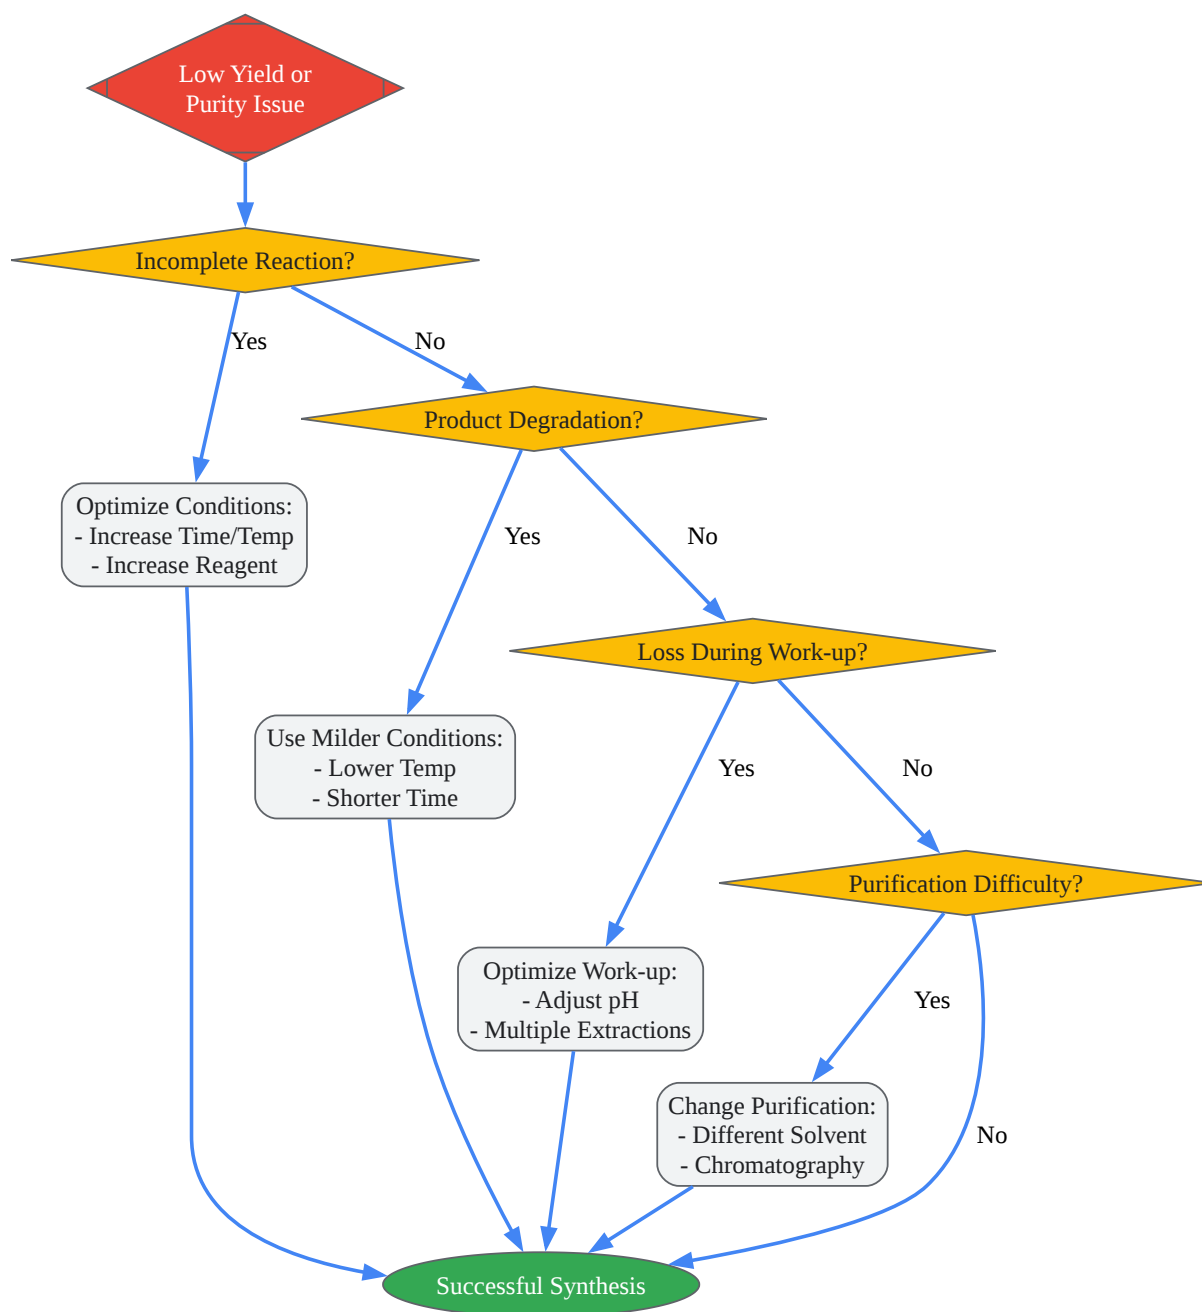 Low Yield or
Purity Issue
Incomplete Reaction?
Yes
No
Product Degradation?
Optimize Conditions:
- Increase Time/Temp
- Increase Reagent
Yes
No
Loss During Work-up?
Use Milder Conditions:
- Lower Temp
- Shorter Time
Yes
No
Purification Difficulty?
Optimize Work-up:
- Adjust pH
- Multiple Extractions
Yes
Change Purification:
- Different Solvent
- Chromatography
No
Successful Synthesis